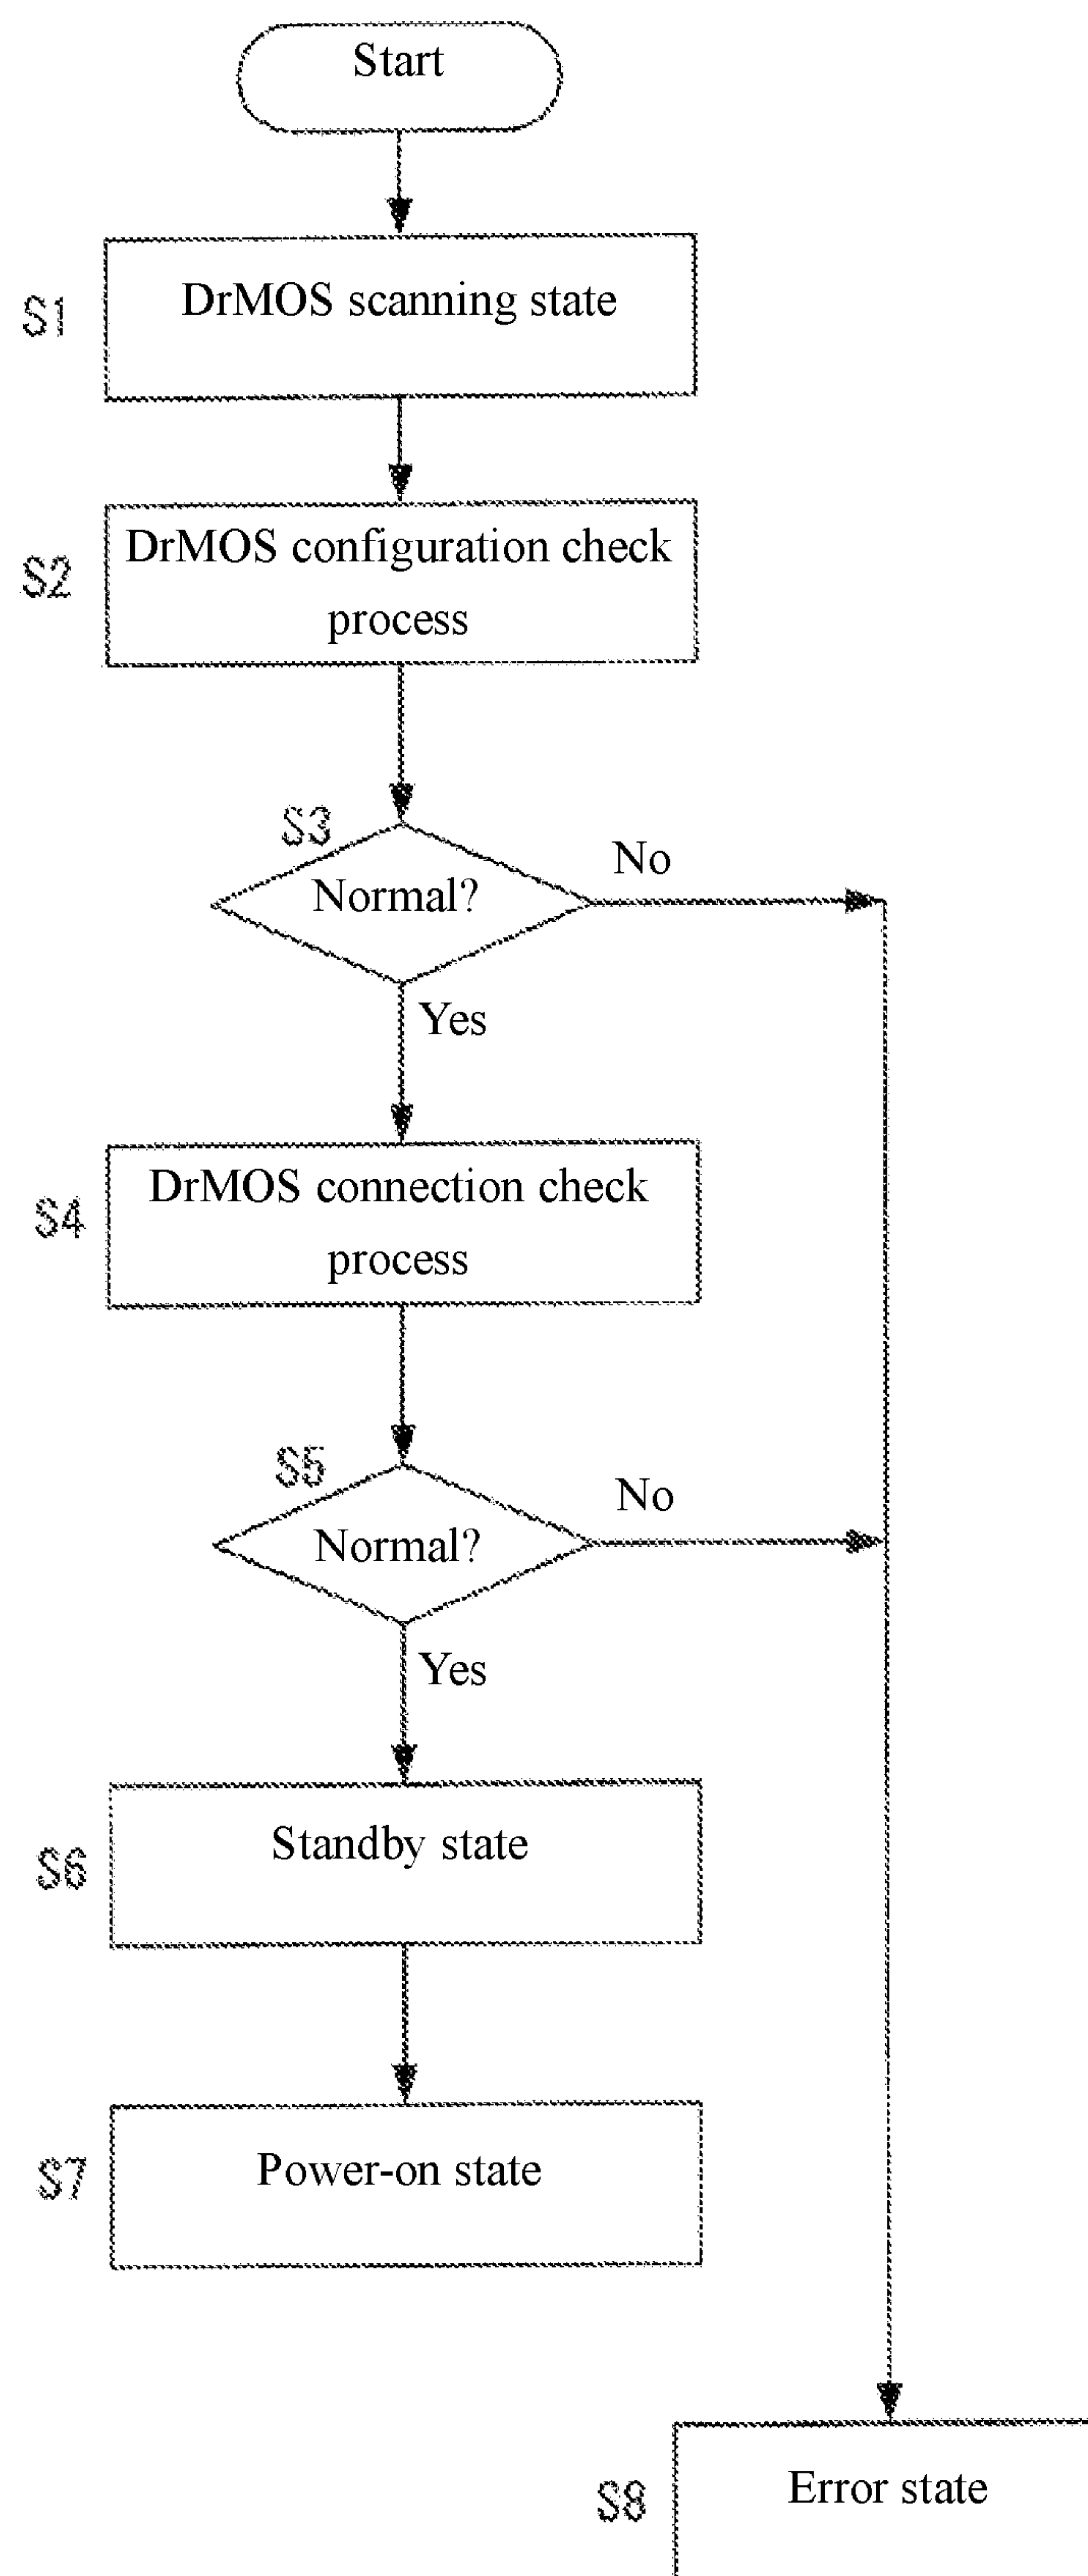 Start
S1
DrMOS scanning state
S2
DrMOS configuration check
process
S3
Normal?
No
Yes
S4
DrMOS connection check
process
S5
Normal?
No
Yes
S6
Standby state
S7
Power-on state
S8
Error state